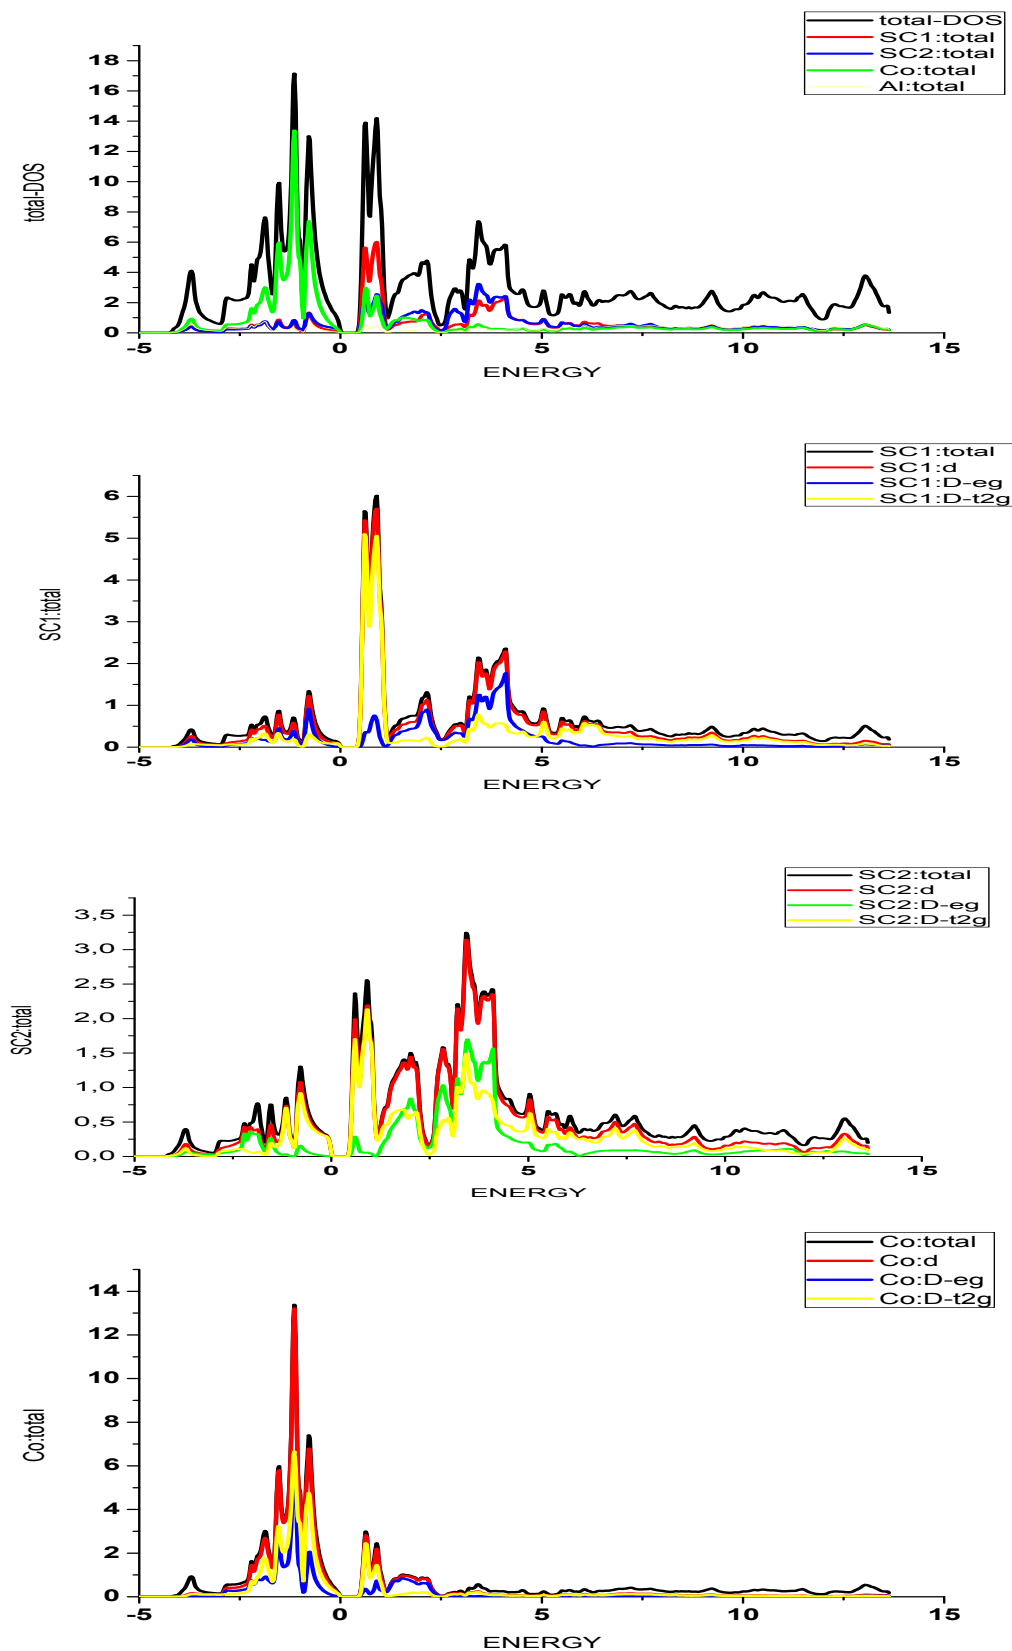 total-DOS
SC1:total
SC2:total
Co:total
Al:total
18
16
14
12
10
8
6
4
2
0
total-DOS
-5 0 5 10 15
ENERGY
SC1:total
SC1:d
SC1:D-eg
SC1:D-t2g
6
5
4
3
2
1
0
SC1:total
-5 0 5 10 15
ENERGY
SC2:total
SC2:d
SC2:D-eg
SC2:D-t2g
3,5
3,0
2,5
2,0
1,5
1,0
0,5
0,0
SC2:total
-5 0 5 10 15
ENERGY
Co:total
Co:d
Co:D-eg
Co:D-t2g
14
12
10
8
6
4
2
0
Co:total
-5 0 5 10 15
ENERGY